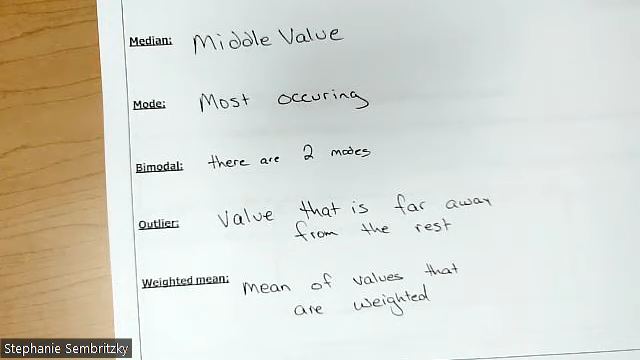 Median: Middle Value
Mode: Most occuring
Bimodal: there are 2 modes
Outlier: Value that is far away
from the rest
Weighted mean: mean of values that
are weighted
Stephanie Sembritzky